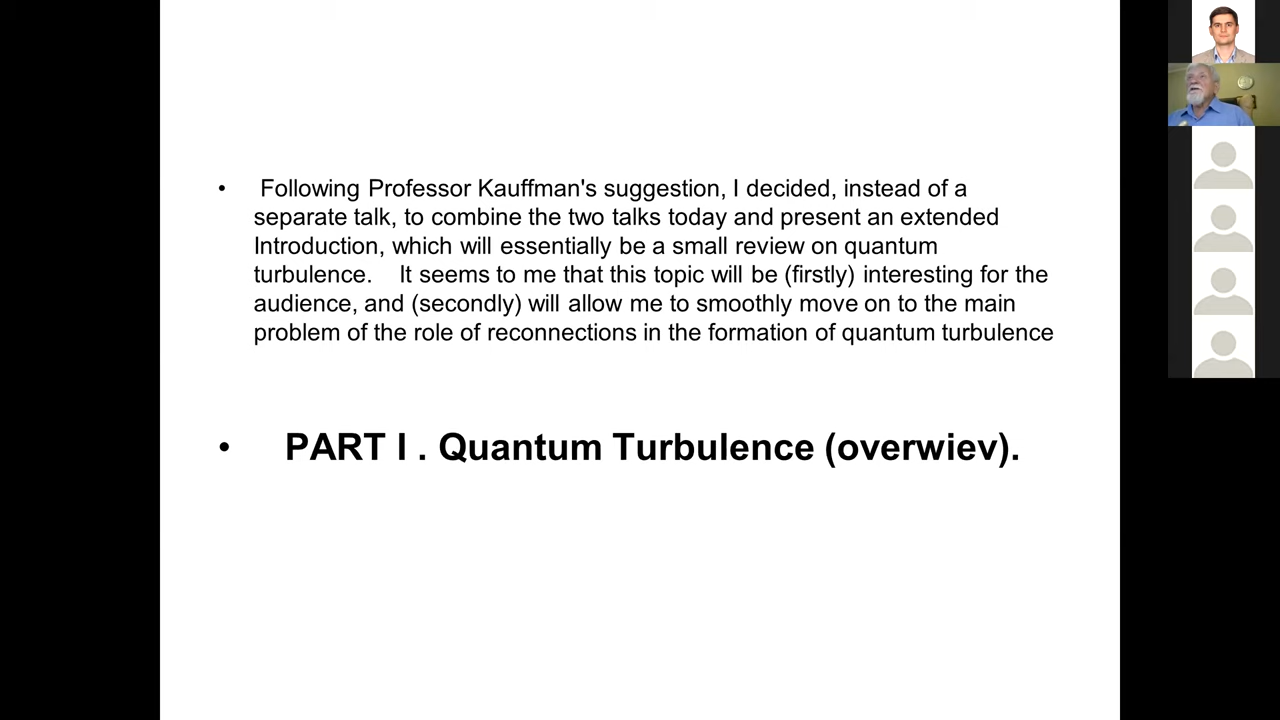 • Following Professor Kauffman's suggestion, I decided, instead of a
separate talk, to combine the two talks today and present an extended
Introduction, which will essentially be a small review on quantum
turbulence. It seems to me that this topic will be (firstly) interesting for the
audience, and (secondly) will allow me to smoothly move on to the main
problem of the role of reconnections in the formation of quantum turbulence
• PART I . Quantum Turbulence (overwiev).